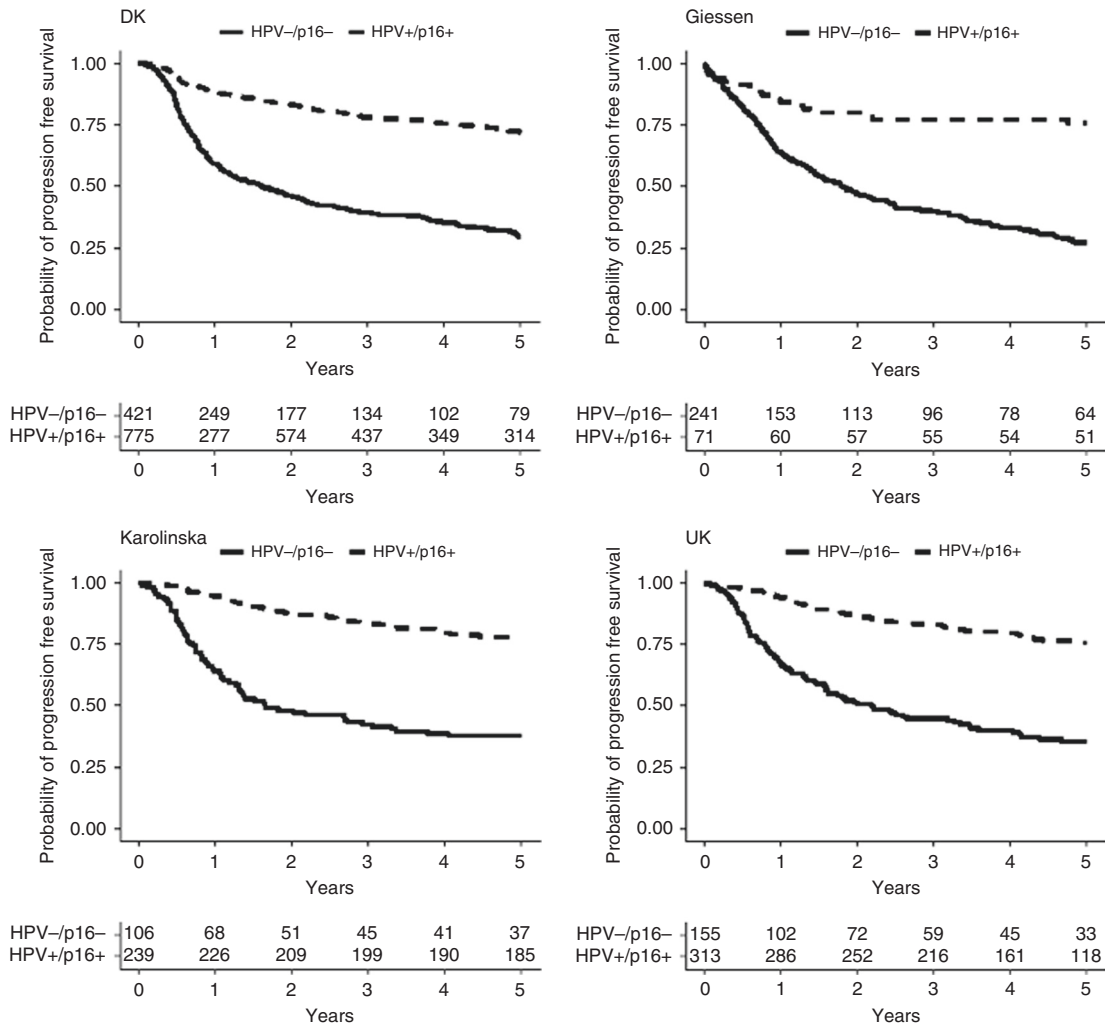 DK
HPV–/p16– HPV+/p16+
Probability of progression free survival
1.00
0.75
0.50
0.25
0.00
0 1 2 3 4 5
Years
HPV–/p16– 421 249 177 134 102 79
HPV+/p16+ 775 277 574 437 349 314
0 1 2 3 4 5
Years
Giessen
HPV–/p16– HPV+/p16+
Probability of progression free survival
1.00
0.75
0.50
0.25
0.00
0 1 2 3 4 5
Years
HPV–/p16– 241 153 113 96 78 64
HPV+/p16+ 71 60 57 55 54 51
0 1 2 3 4 5
Years
Karolinska
HPV–/p16– HPV+/p16+
Probability of progression free survival
1.00
0.75
0.50
0.25
0.00
0 1 2 3 4 5
Years
HPV–/p16– 106 68 51 45 41 37
HPV+/p16+ 239 226 209 199 190 185
0 1 2 3 4 5
Years
UK
HPV–/p16– HPV+/p16+
Probability of progression free survival
1.00
0.75
0.50
0.25
0.00
0 1 2 3 4 5
Years
HPV–/p16– 155 102 72 59 45 33
HPV+/p16+ 313 286 252 216 161 118
0 1 2 3 4 5
Years